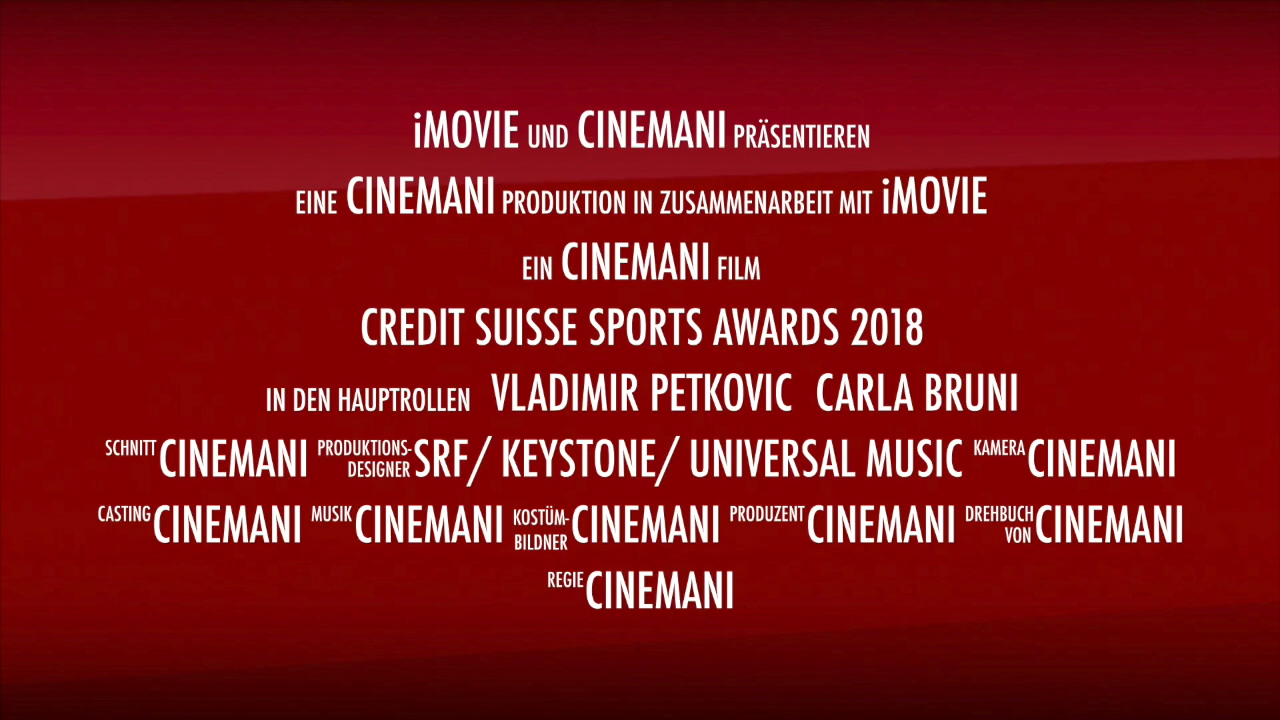 iMOVIE UND CINEMANI PRÄSENTIEREN
EINE CINEMANI PRODUKTION IN ZUSAMMENARBEIT MIT iMOVIE
EIN CINEMANI FILM
CREDIT SUISSE SPORTS AWARDS 2018
IN DEN HAUPTROLLEN VLADIMIR PETKOVIC CARLA BRUNI
SCHNITT CINEMANI PRODUKTIONS-DESIGNER SRF/ KEYSTONE/ UNIVERSAL MUSIC KAMERA CINEMANI
CASTING CINEMANI MUSIK CINEMANI KOSTÜM-BILDNER CINEMANI PRODUZENT CINEMANI DREHBUCH VON CINEMANI
REGIE CINEMANI